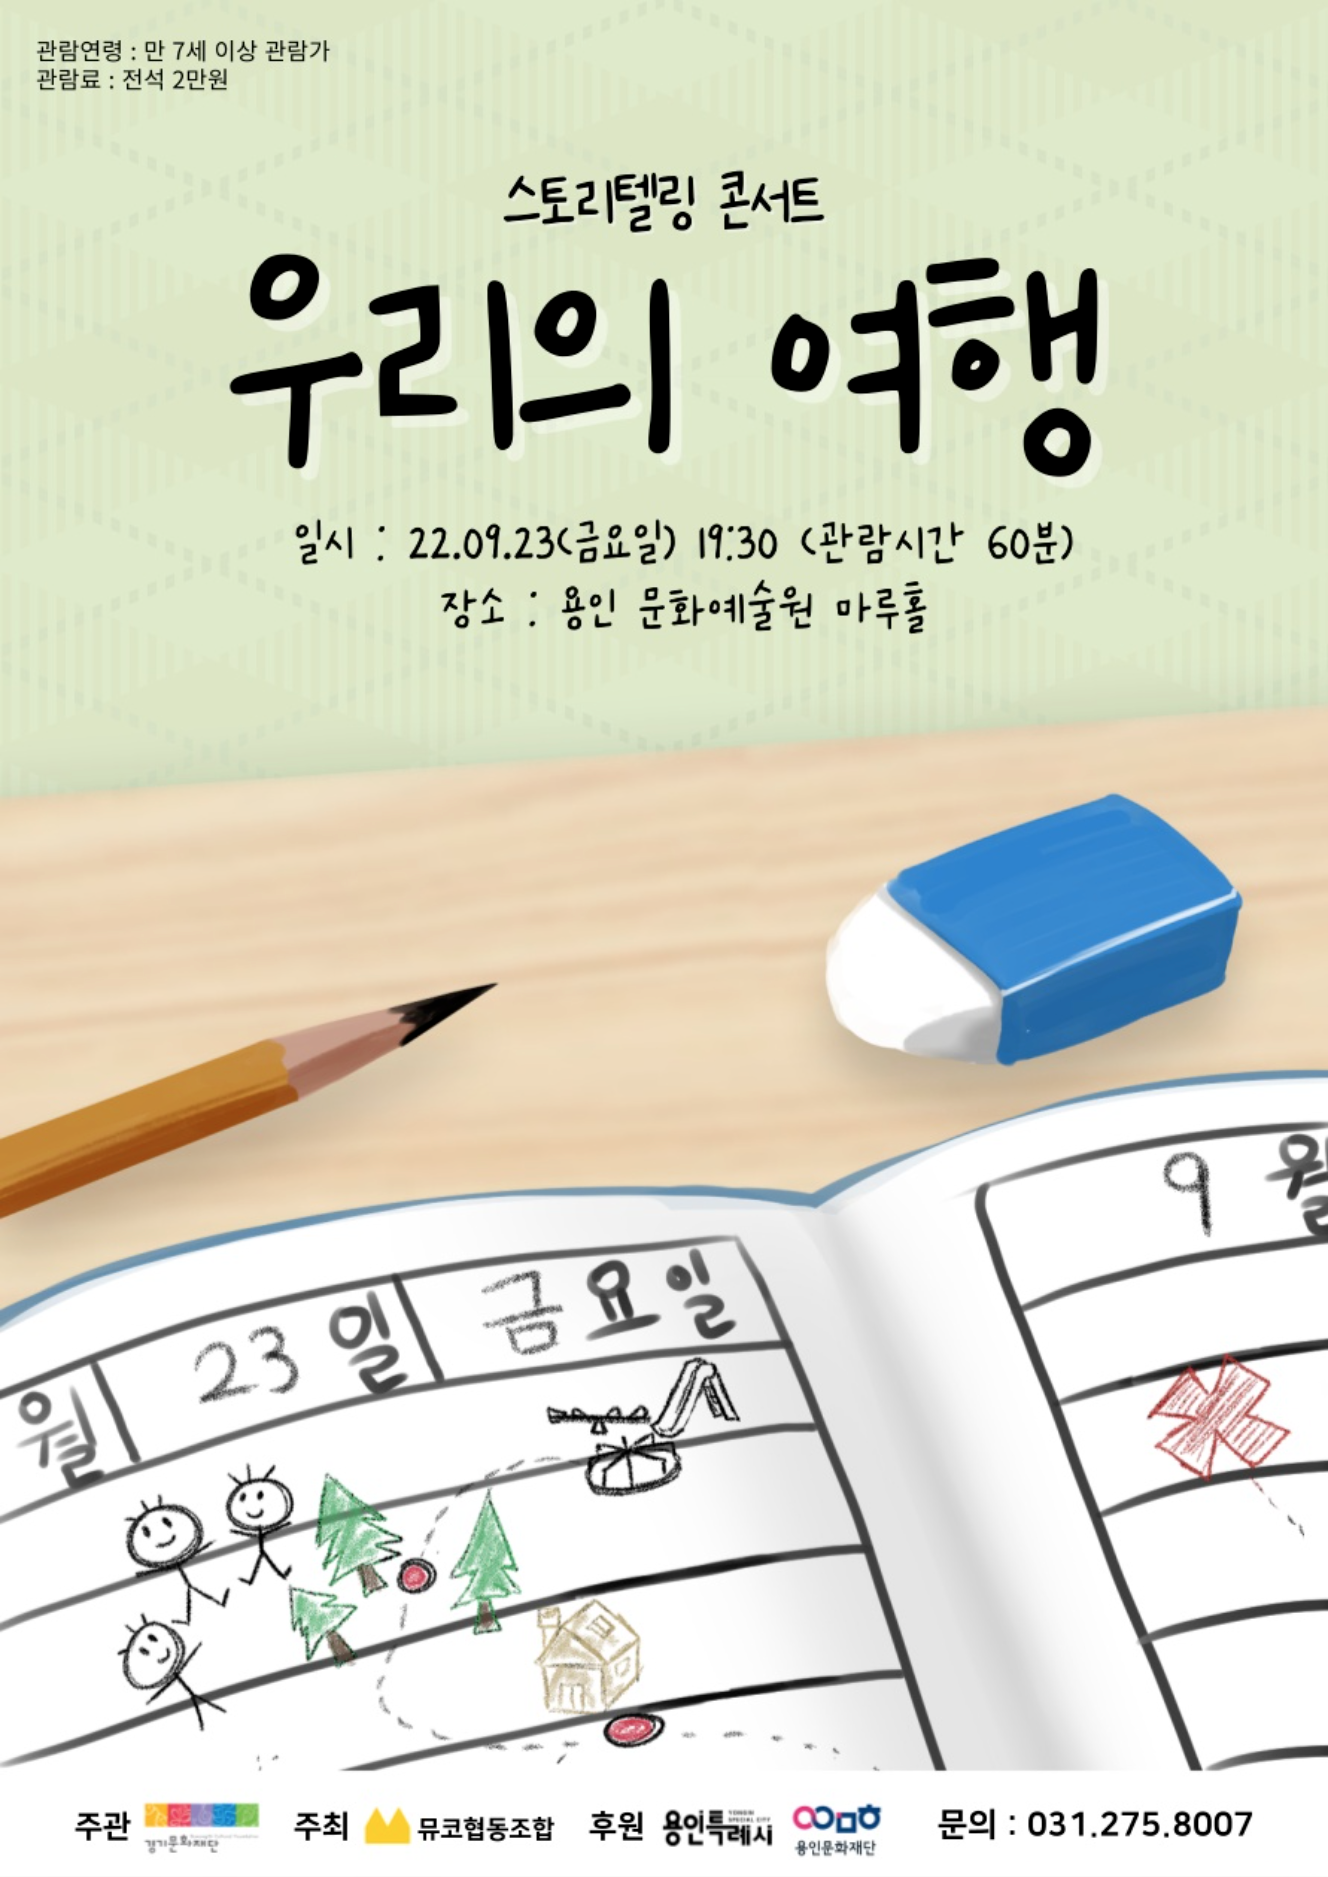 관람연령 : 만 7세 이상 관람가
관람료 : 전석 2만원
스토리텔링 콘서트
우리의 여행
일시 : 22.09.23(금요일) 19:30 (관람시간 60분)
장소 : 용인 문화예술원 마루홀
9 월
월 23 일 금요일
주관 경기문화재단 주최 뮤코협동조합 후원 용인특례시 YONGIN SPECIAL CITY 용인문화재단 문의 : 031.275.8007